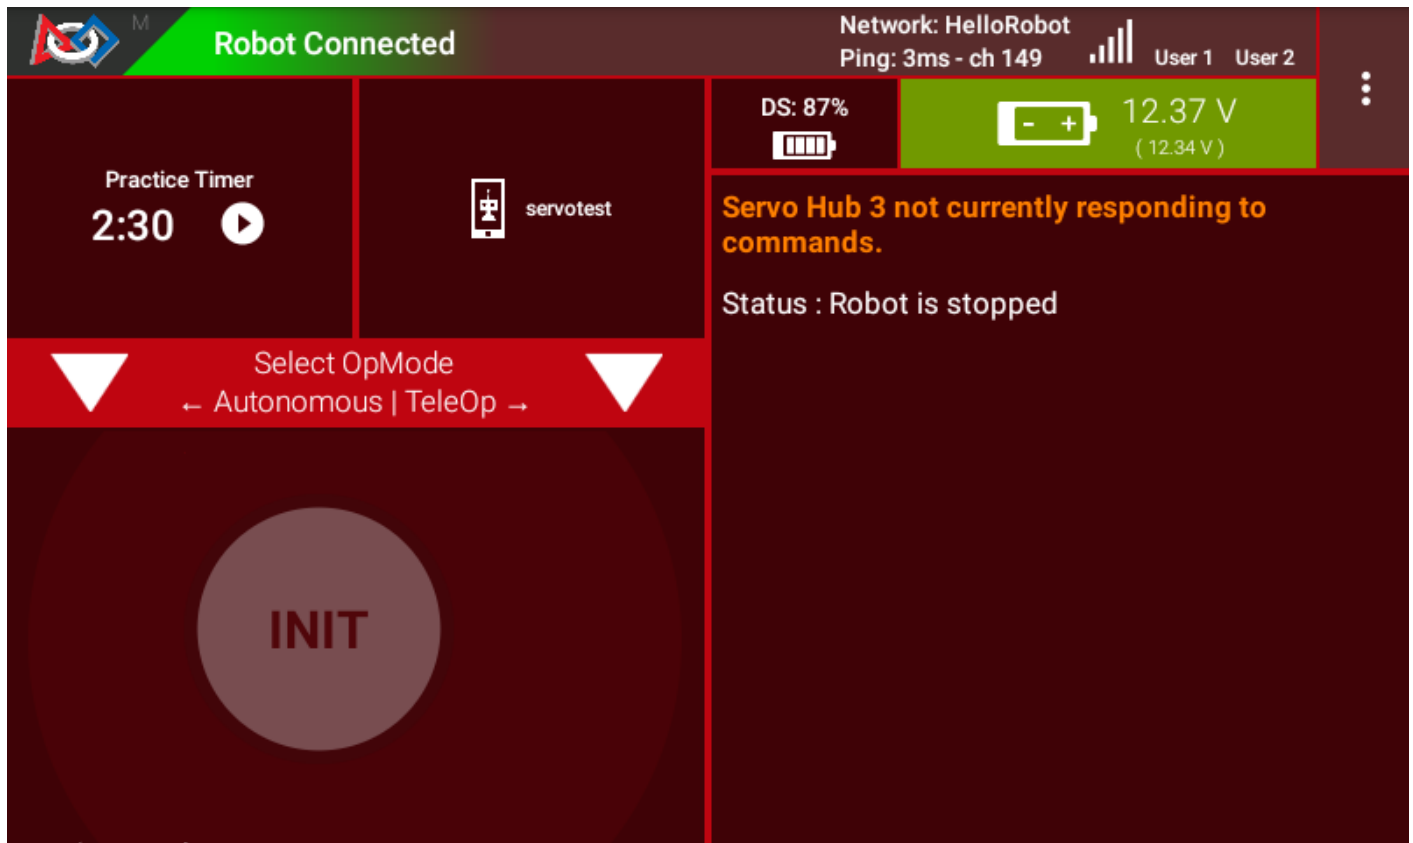 M
Robot Connected
Network: HelloRobot
Ping: 3ms - ch 149
User 1 User 2
DS: 87%
12.37 V
( 12.34 V )
Practice Timer
2:30
servotest
Servo Hub 3 not currently responding to
commands.
Status : Robot is stopped
Select OpMode
← Autonomous | TeleOp →
INIT